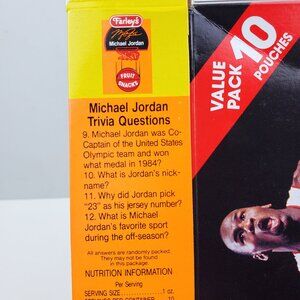 Farley's
Michael Jordan
FRUIT
SNACKS
VALUE
PACK 10
POUCHES
Michael Jordan
Trivia Questions
9. Michael Jordan was Co-
Captain of the United States
Olympic team and won
what medal in 1984?
10. What is Jordan's nick-
name?
11. Why did Jordan pick
"23" as his jersey number?
12. What is Michael
Jordan's favorite sport
during the off-season?
All answers are randomly packed.
They may not be found
in this package.
NUTRITION INFORMATION
Per Serving
SERVING SIZE 1 oz.